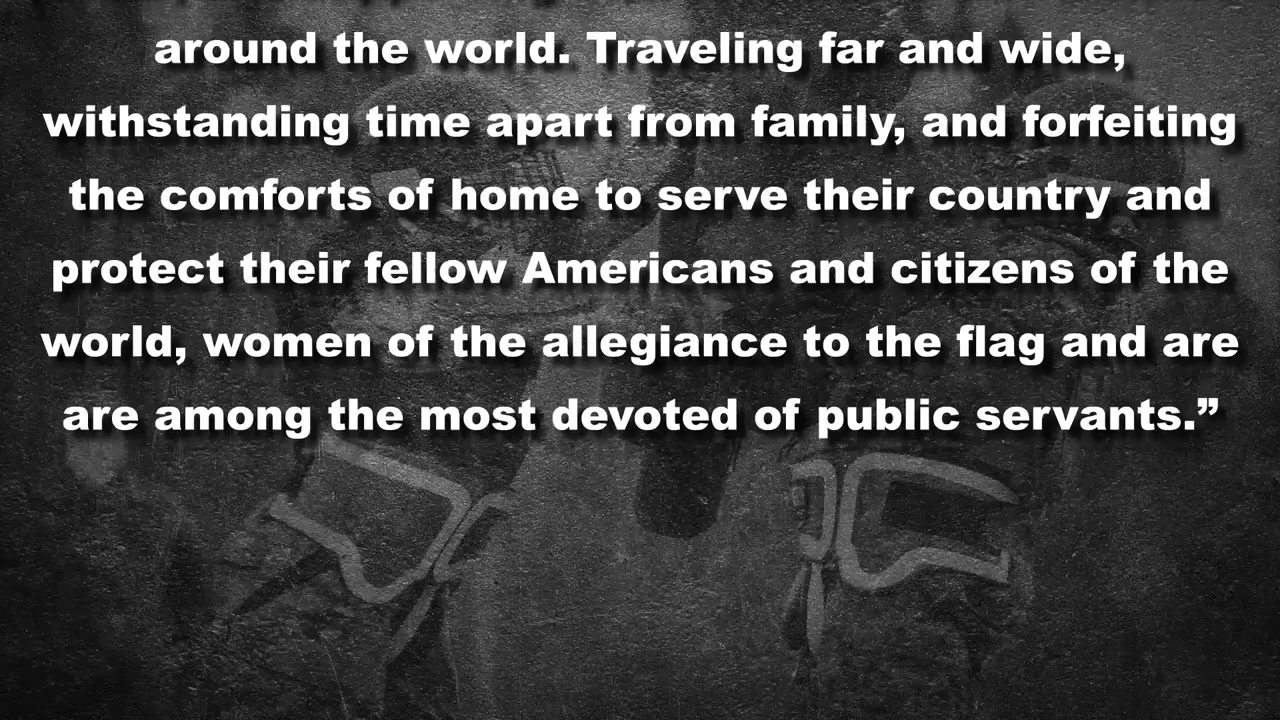 around the world. Traveling far and wide,
withstanding time apart from family, and forfeiting
the comforts of home to serve their country and
protect their fellow Americans and citizens of the
world, women of the allegiance to the flag and are
are among the most devoted of public servants.”